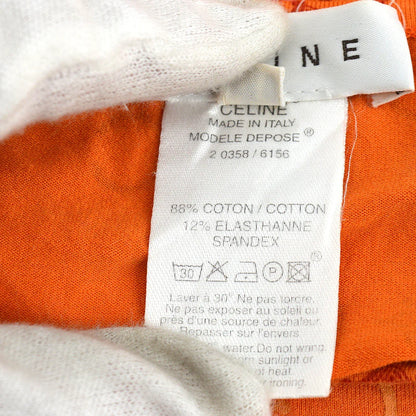 INE
CELINE
MADE IN ITALY
MODELE DEPOSE®
2 0358 / 6156
88% COTON / COTTON
12% ELASTHANNE
SPANDEX
30
Laver à 30°. Ne pas tordre.
Ne pas exposer au soleil ou
près d'une source de chaleur.
Repasser sur l'envers
water. Do not wring.
sunlight or
heat.
ironing.